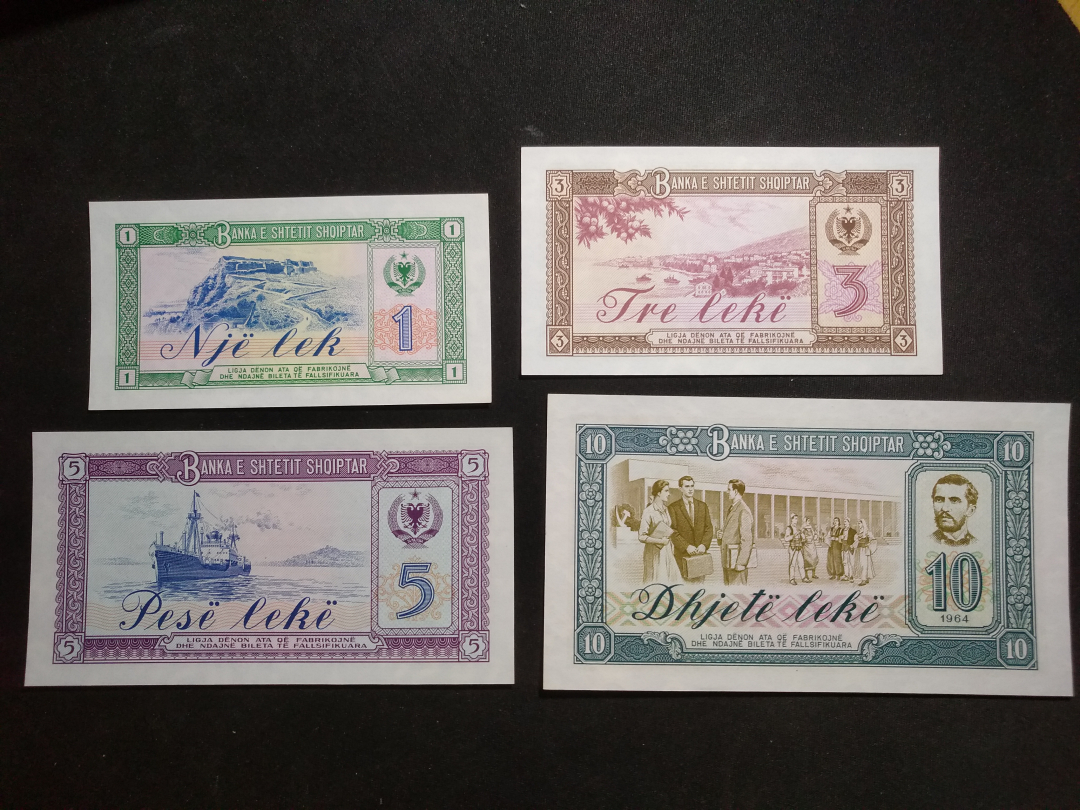 1 BANKA E SHTETIT SHQIPTAR 1
Një lek 1
1 LIGJA DËNON ATA QË FABRIKOJNË 1
DHE NDAJNË BILETA TË FALLSIFIKUARA
3 BANKA E SHTETIT SHQIPTAR 3
Tre lekë 3
3 LIGJA DËNON ATA QË FABRIKOJNË 3
DHE NDAJNË BILETA TË FALLSIFIKUARA
5 BANKA E SHTETIT SHQIPTAR 5
Pesë lekë 5
5 LIGJA DËNON ATA QË FABRIKOJNË 5
DHE NDAJNË BILETA TË FALLSIFIKUARA
10 BANKA E SHTETIT SHQIPTAR 10
Dhjetë lekë 10
1964
10 LIGJA DËNON ATA QË FABRIKOJNË 10
DHE NDAJNË BILETA TË FALLSIFIKUARA